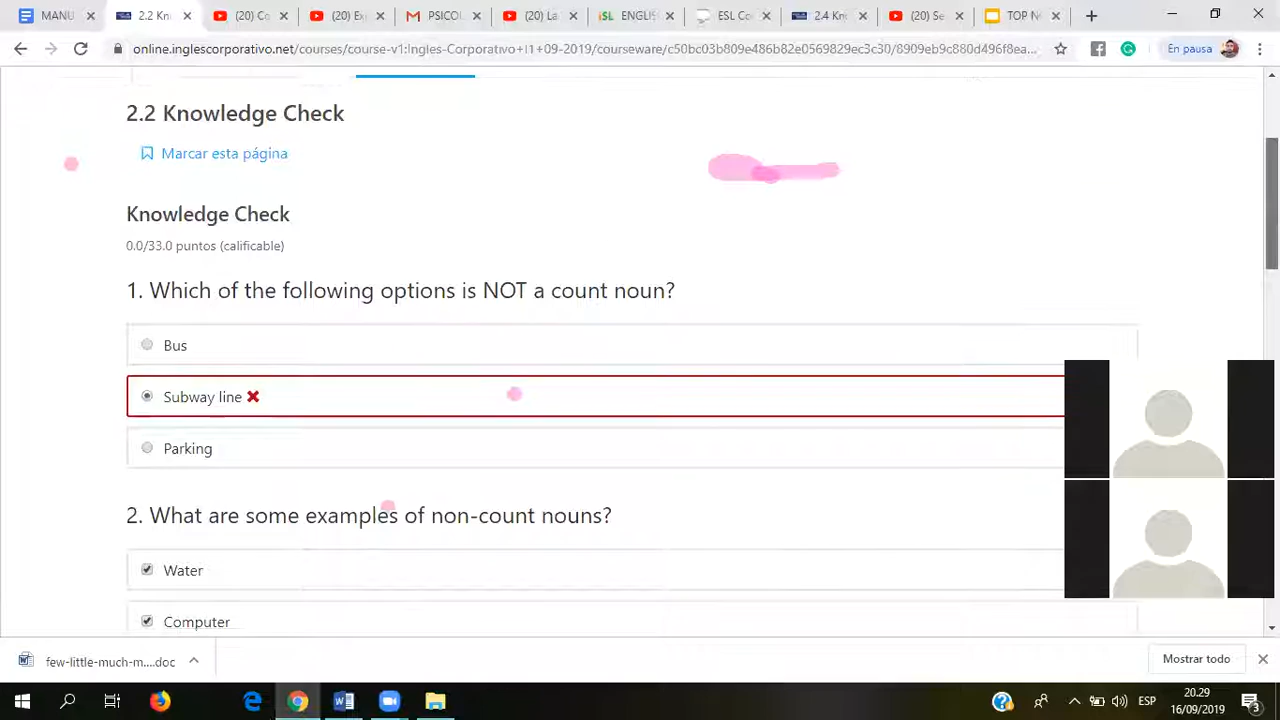 MANU
2.2 Kn
(20) Co
(20) Ex
PSICOL
(20) La
iSL ENGLIS
ESL Co
2.4 Kno
(20) Se
TOP N
online.inglescorporativo.net/courses/course-v1:Ingles-Corporativo+I1+09-2019/courseware/c50bc03b809e486b82e0569829ec3c30/8909eb9c880d496f8ea...
En pausa
2.2 Knowledge Check
Marcar esta página
Knowledge Check
0.0/33.0 puntos (calificable)
1. Which of the following options is NOT a count noun?
Bus
Subway line
Parking
2. What are some examples of non-count nouns?
Water
Computer
few-little-much-m....doc
Mostrar todo
ESP
20.29
16/09/2019
3